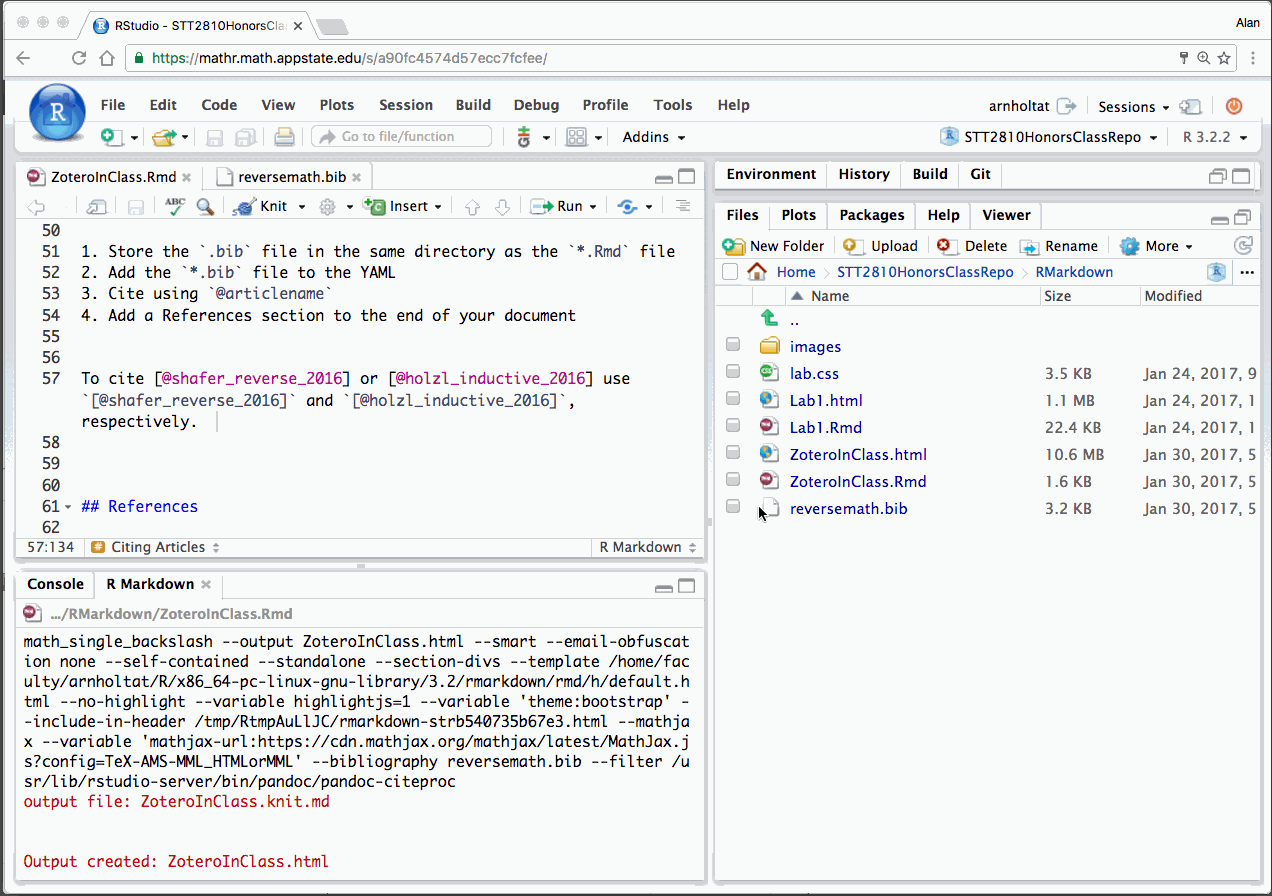 RStudio - STT2810HonorsCla
Alan
https://mathr.math.appstate.edu/s/a90fc4574d57ecc7fcfee/
R
File Edit Code View Plots Session Build Debug Profile Tools Help
arnholtat Sessions
Go to file/function
Addins
STT2810HonorsClassRepo
R 3.2.2
ZoteroInClass.Rmd
reversemath.bib
ABC
Knit
Insert
Run
50
51 1. Store the `.bib` file in the same directory as the `*.Rmd` file
52 2. Add the `*.bib` file to the YAML
53 3. Cite using `@articlename`
54 4. Add a References section to the end of your document
55
56
57 To cite [@shafer_reverse_2016] or [@holzl_inductive_2016] use
`[@shafer_reverse_2016]` and `[@holzl_inductive_2016]`,
respectively.
58
59
60
61 ## References
62
57:134 # Citing Articles R Markdown
Console R Markdown
.../RMarkdown/ZoteroInClass.Rmd
math_single_backslash --output ZoteroInClass.html --smart --email-obfuscat
ion none --self-contained --standalone --section-divs --template /home/fac
ulty/arnholtat/R/x86_64-pc-linux-gnu-library/3.2/rmarkdown/rmd/h/default.h
tml --no-highlight --variable highlightjs=1 --variable 'theme:bootstrap' -
-include-in-header /tmp/RtmpAuLlJC/rmarkdown-strb540735b67e3.html --mathja
x --variable 'mathjax-url:https://cdn.mathjax.org/mathjax/latest/MathJax.j
s?config=TeX-AMS-MML_HTMLorMML' --bibliography reversemath.bib --filter /u
sr/lib/rstudio-server/bin/pandoc/pandoc-citeproc
output file: ZoteroInClass.knit.md
Output created: ZoteroInClass.html
Environment History Build Git
Files Plots Packages Help Viewer
New Folder Upload Delete Rename More
Home STT2810HonorsClassRepo RMarkdown R ...
Name Size Modified
..
images
lab.css 3.5 KB Jan 24, 2017, 9
Lab1.html 1.1 MB Jan 24, 2017, 1
Lab1.Rmd 22.4 KB Jan 24, 2017, 1
ZoteroInClass.html 10.6 MB Jan 30, 2017, 5
ZoteroInClass.Rmd 1.6 KB Jan 30, 2017, 5
reversemath.bib 3.2 KB Jan 30, 2017, 5